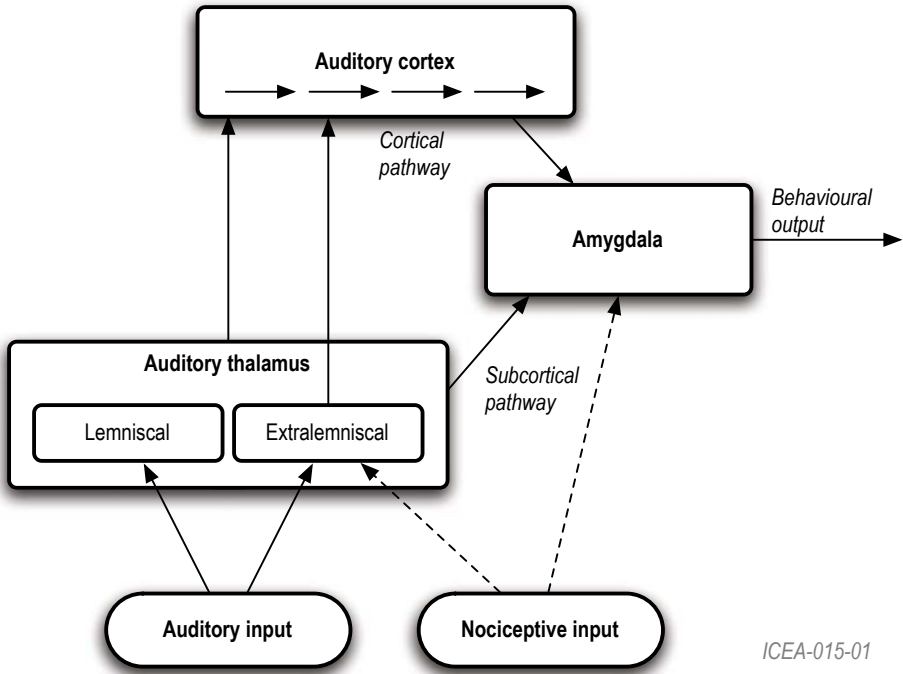 Auditory cortex
Cortical
pathway
Behavioural
output
Amygdala
Auditory thalamus
Subcortical
pathway
Lemniscal
Extralemniscal
Auditory input
Nociceptive input
ICEA-015-01